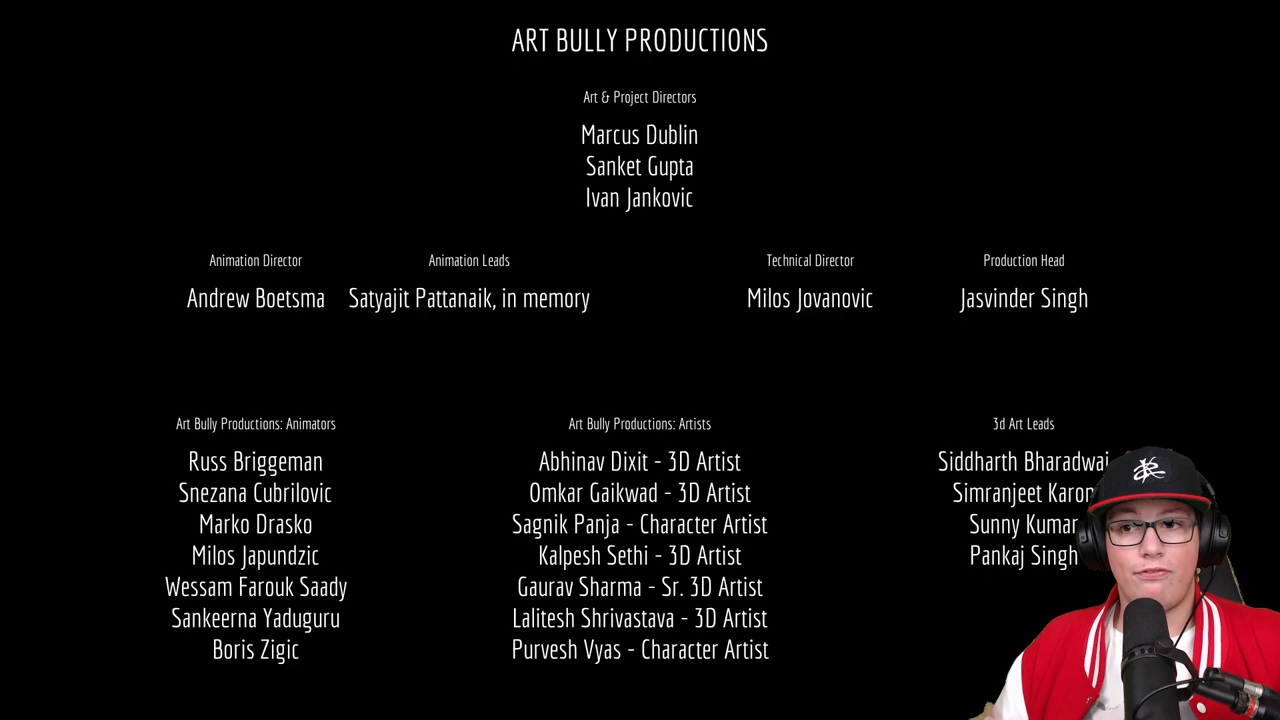 ART BULLY PRODUCTIONS
Art & Project Directors
Marcus Dublin
Sanket Gupta
Ivan Jankovic
Animation Director
Andrew Boetsma
Animation Leads
Satyajit Pattanaik, in memory
Technical Director
Milos Jovanovic
Production Head
Jasvinder Singh
Art Bully Productions: Animators
Russ Briggeman
Snezana Cubrilovic
Marko Drasko
Milos Japundzic
Wessam Farouk Saady
Sankeerna Yaduguru
Boris Zigic
Art Bully Productions: Artists
Abhinav Dixit - 3D Artist
Omkar Gaikwad - 3D Artist
Sagnik Panja - Character Artist
Kalpesh Sethi - 3D Artist
Gaurav Sharma - Sr. 3D Artist
Lalitesh Shrivastava - 3D Artist
Purvesh Vyas - Character Artist
3d Art Leads
Siddharth
Simranjeet
Sunny Kumar
Pankaj Singh